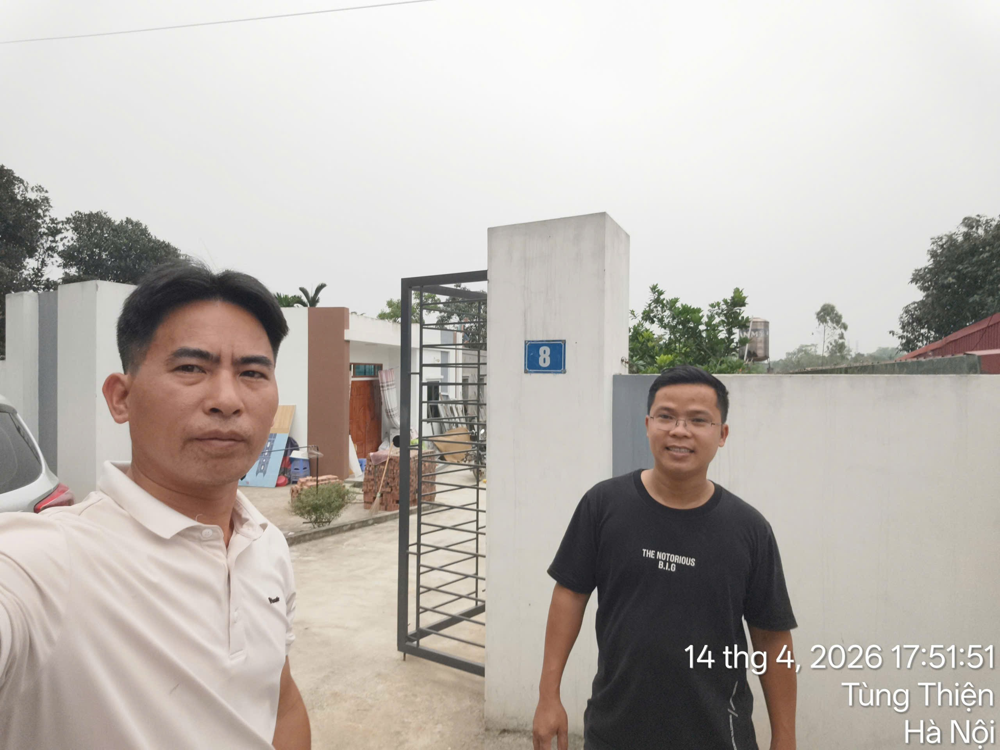 8
THE NOTORIOUS
B.I.G
14 thg 4, 2026 17:51:51
Tùng Thiện
Hà Nội